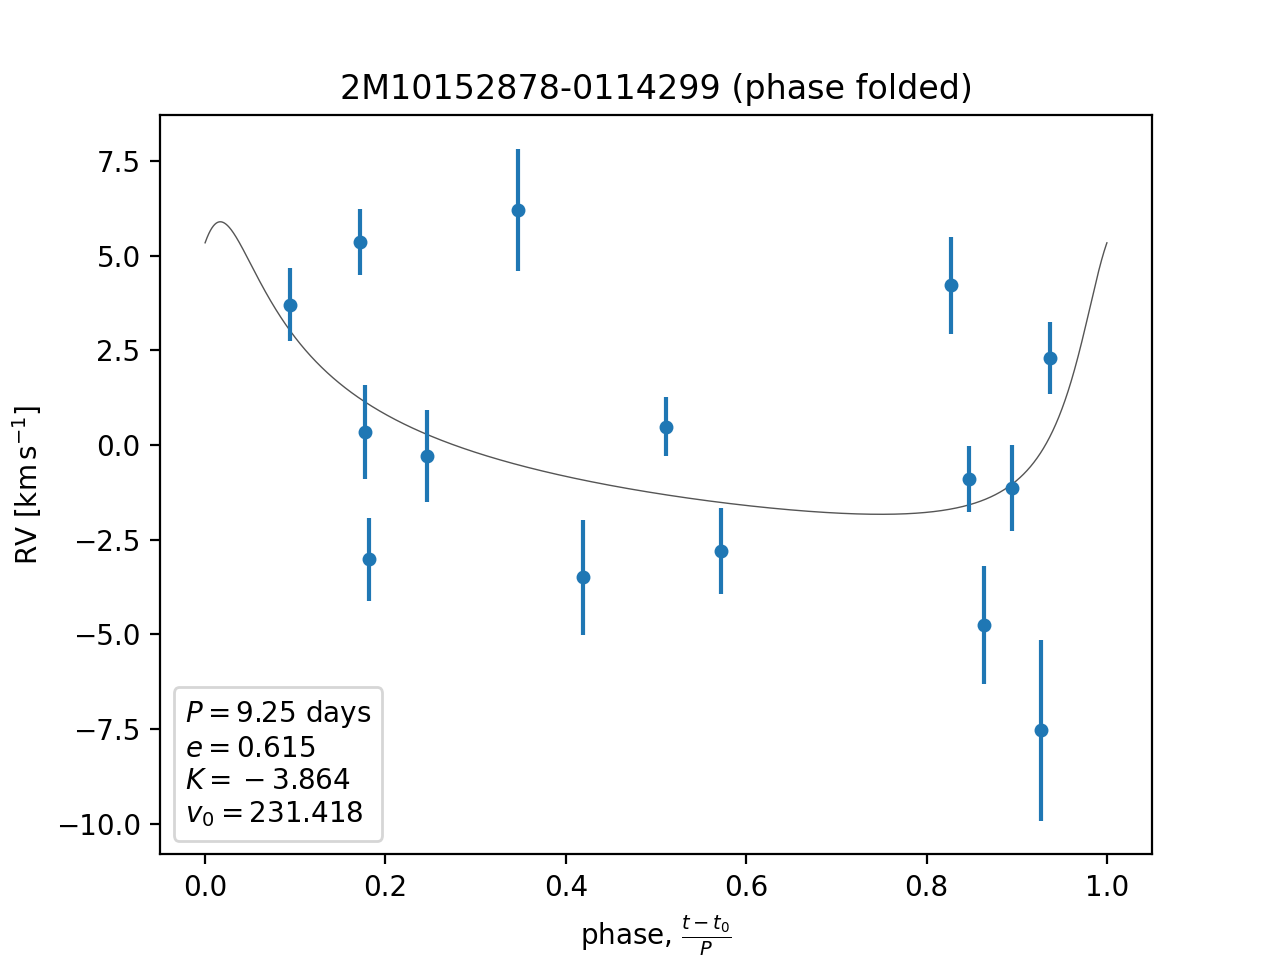 2M10152878-0114299 (phase folded)
7.5
5.0
2.5
0.0
−2.5
−5.0
−7.5
−10.0
RV [km s⁻¹]
P = 9.25 days
e = 0.615
K = −3.864
v₀ = 231.418
0.0 0.2 0.4 0.6 0.8 1.0
phase, (t − t₀)/P